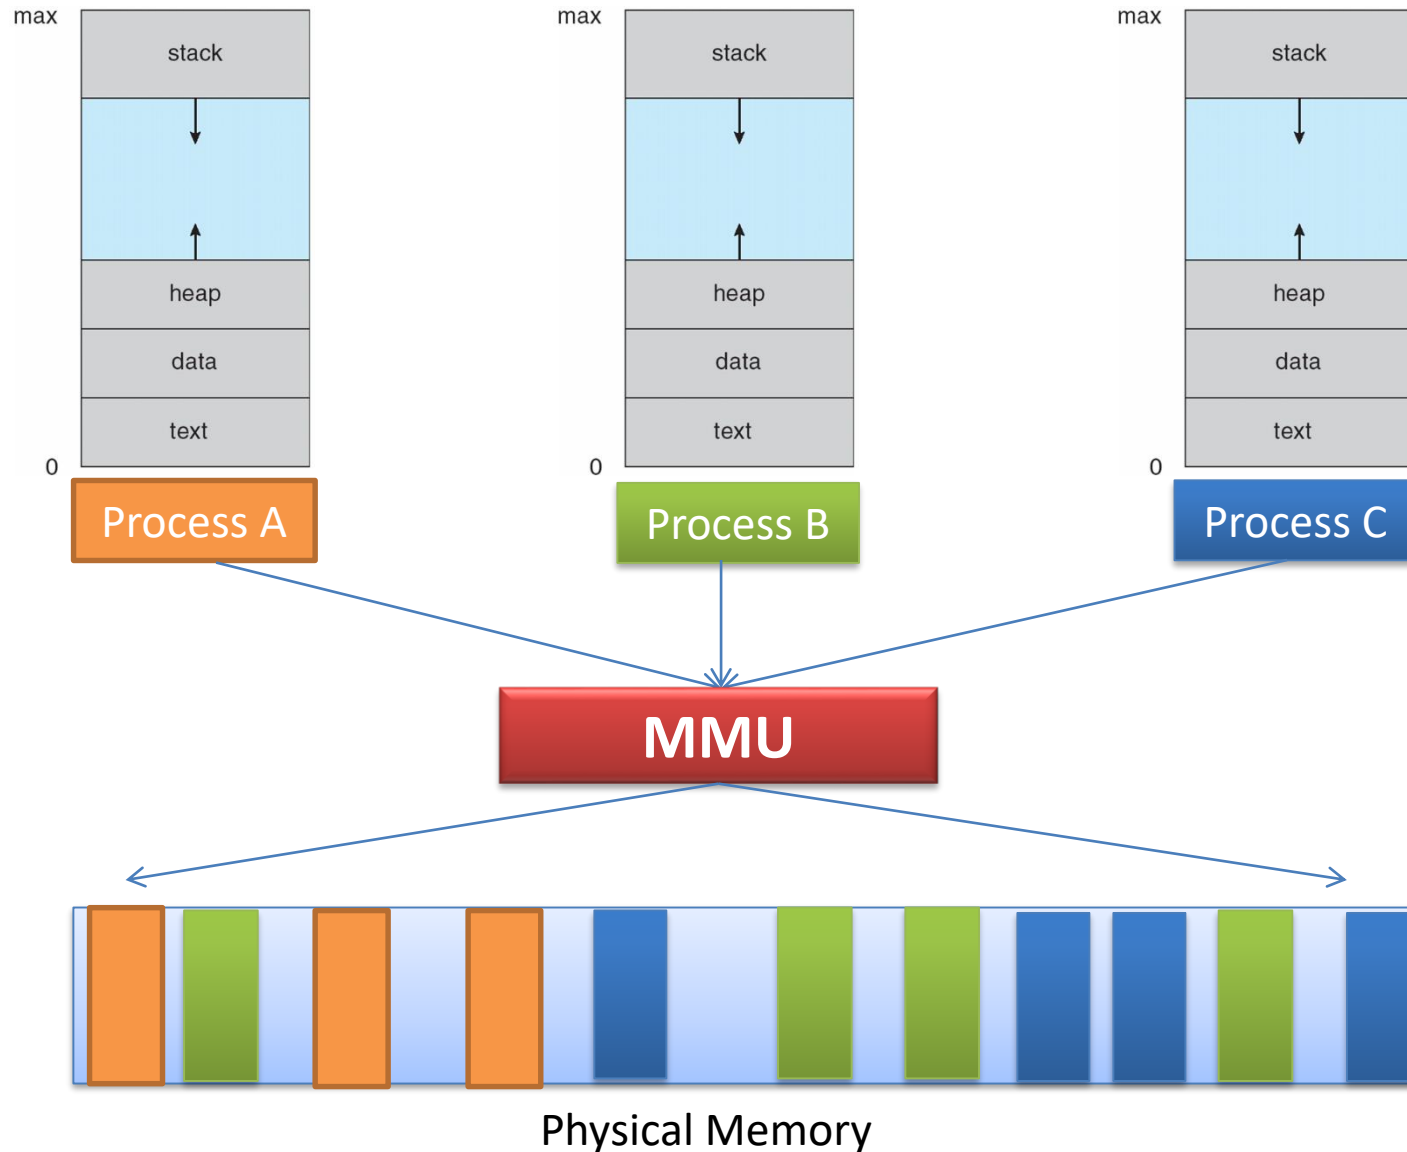 max
stack
heap
data
text
0
Process A
max
stack
heap
data
text
0
Process B
max
stack
heap
data
text
0
Process C
MMU
Physical Memory